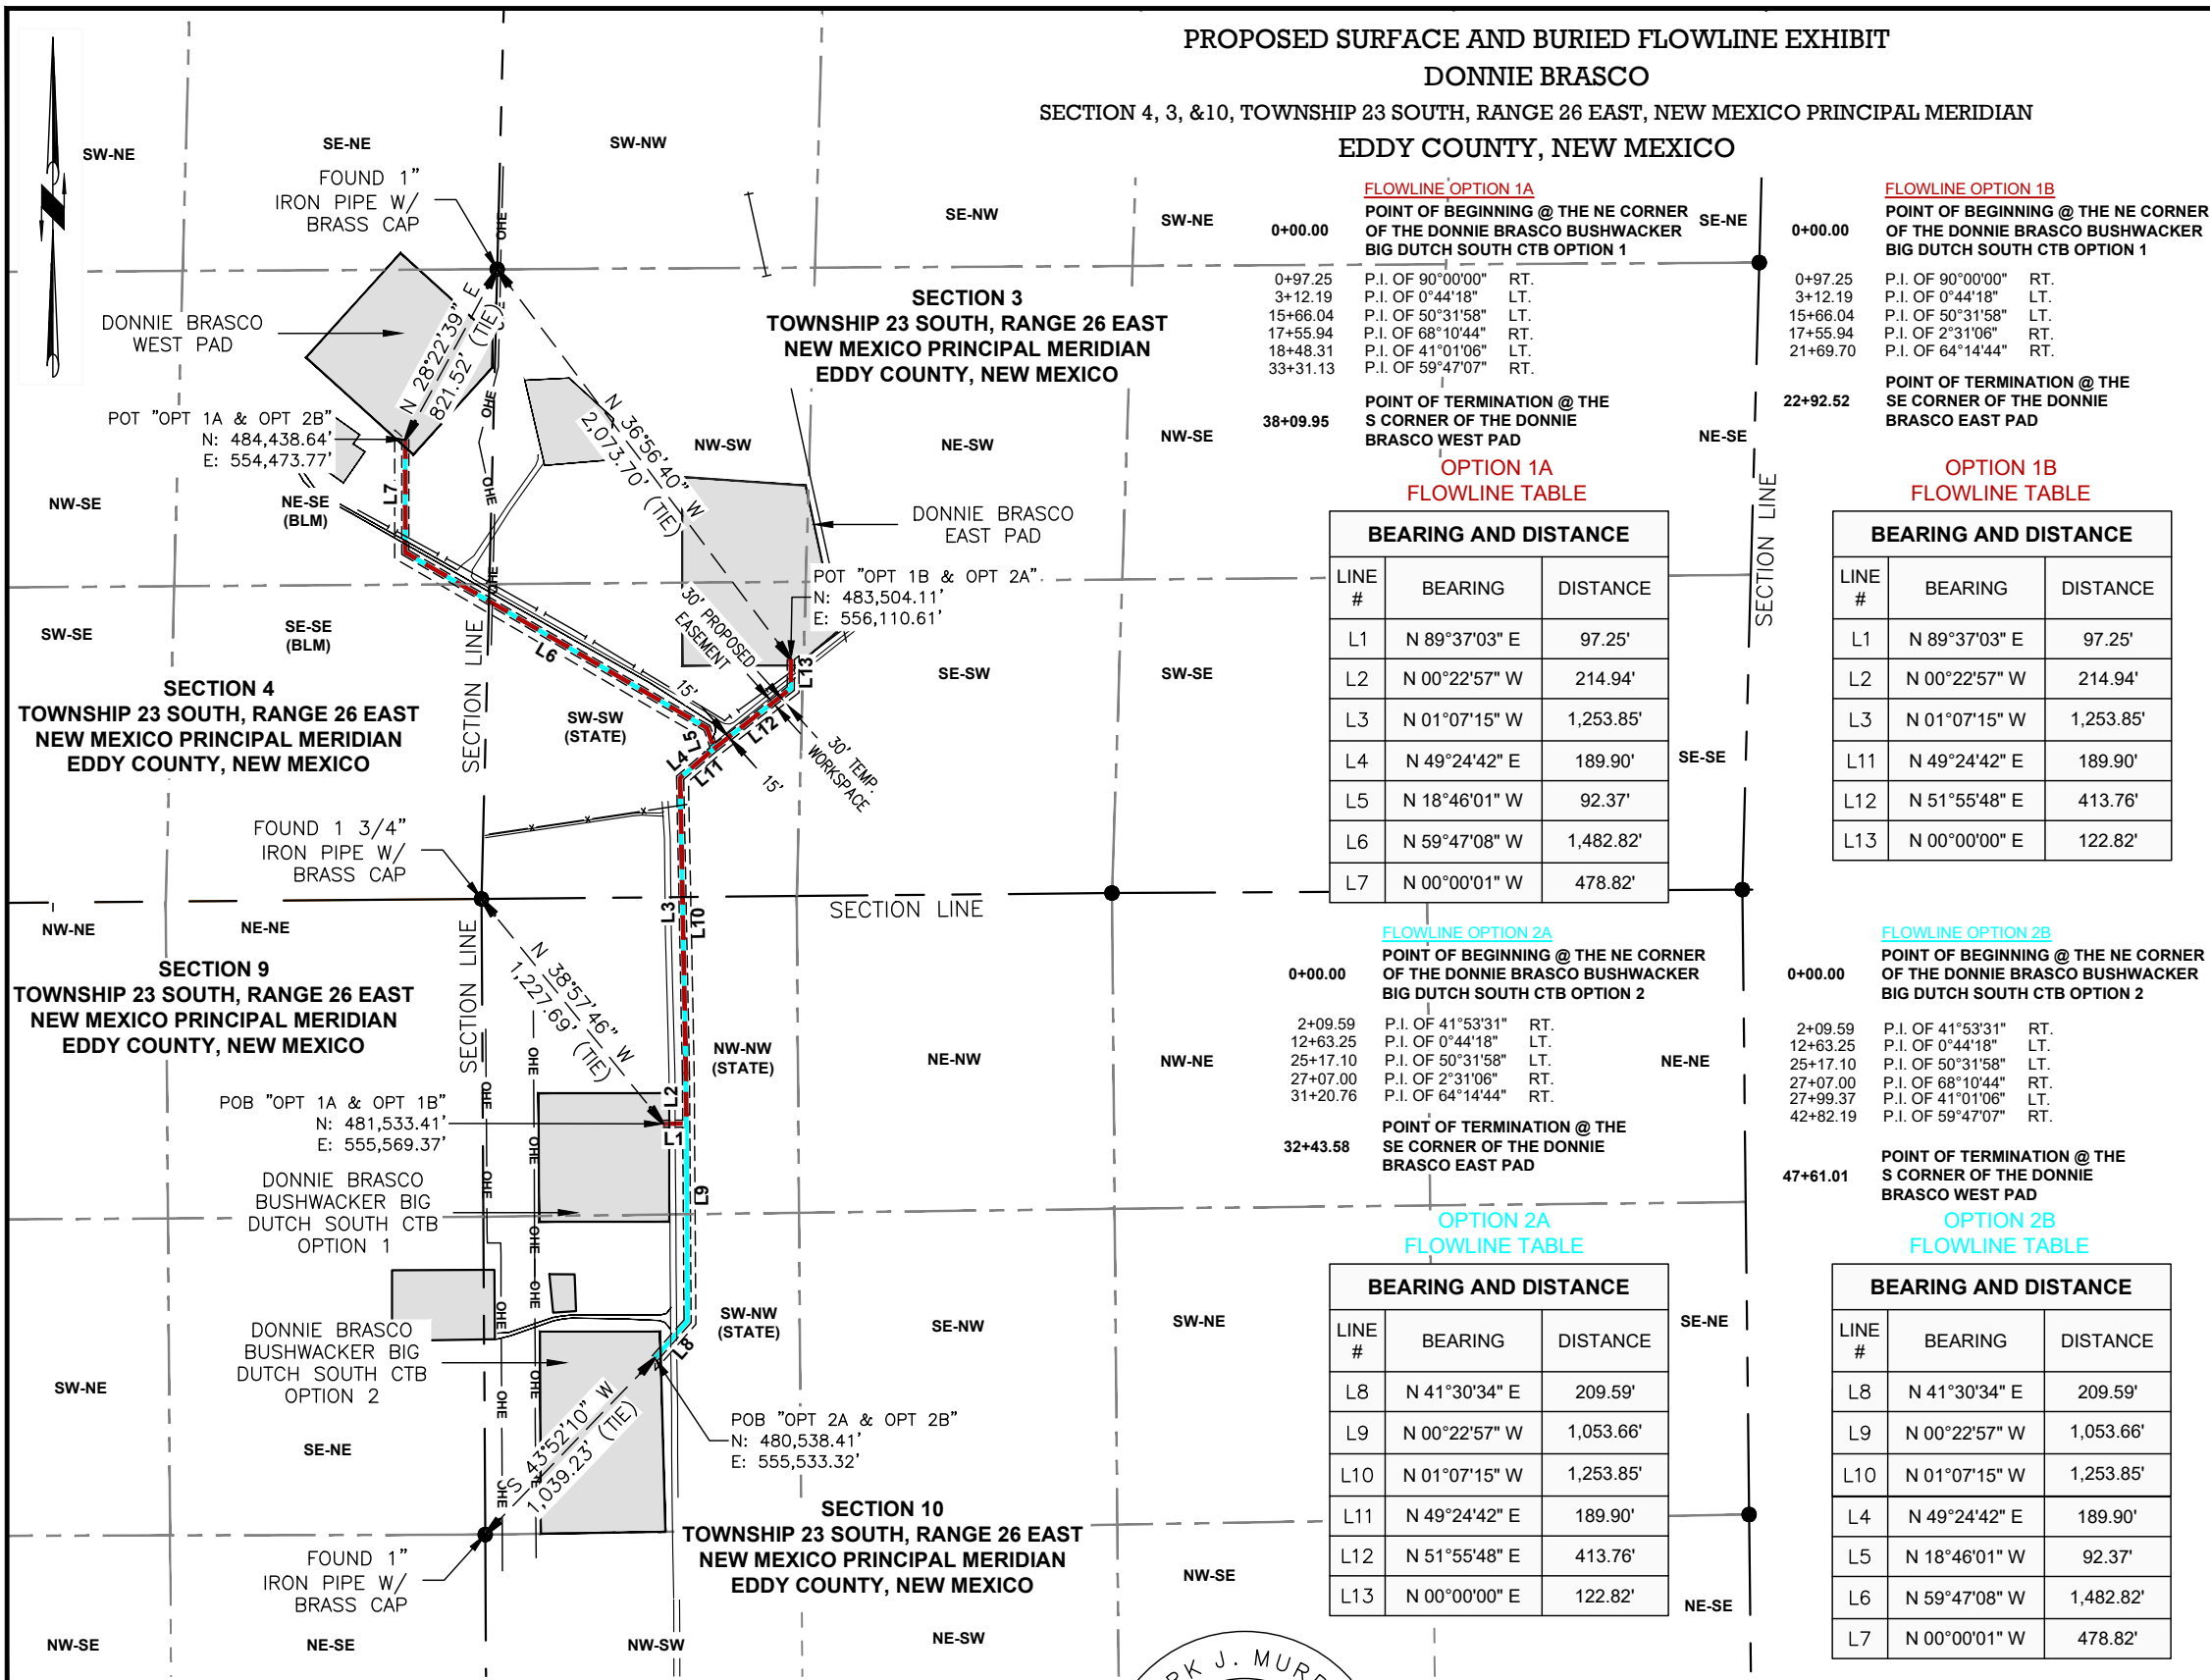 PROPOSED SURFACE AND BURIED FLOWLINE EXHIBIT
DONNIE BRASCO
SECTION 4, 3, &10, TOWNSHIP 23 SOUTH, RANGE 26 EAST, NEW MEXICO PRINCIPAL MERIDIAN
EDDY COUNTY, NEW MEXICO
SW-NE
SE-NE
SW-NW
SE-NW
SW-NE
SE-NE
FOUND 1"
IRON PIPE W/
BRASS CAP
OHE
DONNIE BRASCO
WEST PAD
N 28°22'39" E
821.52' (TIE)
OHE
OHE
OHE
OHE
N 36°56'40" W
2,073.70' (TIE)
SECTION 3
TOWNSHIP 23 SOUTH, RANGE 26 EAST
NEW MEXICO PRINCIPAL MERIDIAN
EDDY COUNTY, NEW MEXICO
POT "OPT 1A & OPT 2B"
N: 484,438.64'
E: 554,473.77'
NW-SW
NE-SW
NW-SE
NE-SE
NW-SE
NE-SE
(BLM)
L7
DONNIE BRASCO
EAST PAD
POT "OPT 1B & OPT 2A"
N: 483,504.11'
E: 556,110.61'
30' PROPOSED
EASEMENT
SW-SE
SE-SE
(BLM)
SECTION LINE
L6
15'
L13
SE-SW
SW-SE
SECTION LINE
SECTION 4
TOWNSHIP 23 SOUTH, RANGE 26 EAST
NEW MEXICO PRINCIPAL MERIDIAN
EDDY COUNTY, NEW MEXICO
SW-SW
(STATE)
L5
L4
L11
L12
30' TEMP.
WORKSPACE
15'
SE-SE
FOUND 1 3/4"
IRON PIPE W/
BRASS CAP
x x x
L3
L10
SECTION LINE
NW-NE
NE-NE
SECTION LINE
N 38°57'46" W
1,227.69' (TIE)
SECTION 9
TOWNSHIP 23 SOUTH, RANGE 26 EAST
NEW MEXICO PRINCIPAL MERIDIAN
EDDY COUNTY, NEW MEXICO
NW-NW
(STATE)
NE-NW
NW-NE
NE-NE
OHE
OHE
OHE
OHE
OHE
OHE
POB "OPT 1A & OPT 1B"
N: 481,533.41'
E: 555,569.37'
L2
L1
L9
DONNIE BRASCO
BUSHWACKER BIG
DUTCH SOUTH CTB
OPTION 1
OHE
OHE
DONNIE BRASCO
BUSHWACKER BIG
DUTCH SOUTH CTB
OPTION 2
SW-NW
(STATE)
SE-NW
SW-NE
SE-NE
L8
SW-NE
SE-NE
OHE
OHE
OHE
S 43°52'10" W
1,039.23' (TIE)
POB "OPT 2A & OPT 2B"
N: 480,538.41'
E: 555,533.32'
SECTION 10
TOWNSHIP 23 SOUTH, RANGE 26 EAST
NEW MEXICO PRINCIPAL MERIDIAN
EDDY COUNTY, NEW MEXICO
FOUND 1"
IRON PIPE W/
BRASS CAP
NW-SE
NE-SE
NW-SW
NE-SW
NW-SE
NE-SE
FLOWLINE OPTION 1A
0+00.00 POINT OF BEGINNING @ THE NE CORNER
OF THE DONNIE BRASCO BUSHWACKER
BIG DUTCH SOUTH CTB OPTION 1
0+97.25 P.I. OF 90°00'00" RT.
3+12.19 P.I. OF 0°44'18" LT.
15+66.04 P.I. OF 50°31'58" LT.
17+55.94 P.I. OF 68°10'44" RT.
18+48.31 P.I. OF 41°01'06" LT.
33+31.13 P.I. OF 59°47'07" RT.
38+09.95 POINT OF TERMINATION @ THE
S CORNER OF THE DONNIE
BRASCO WEST PAD
OPTION 1A
FLOWLINE TABLE
BEARING AND DISTANCE
LINE # BEARING DISTANCE
L1 N 89°37'03" E 97.25'
L2 N 00°22'57" W 214.94'
L3 N 01°07'15" W 1,253.85'
L4 N 49°24'42" E 189.90'
L5 N 18°46'01" W 92.37'
L6 N 59°47'08" W 1,482.82'
L7 N 00°00'01" W 478.82'
FLOWLINE OPTION 1B
0+00.00 POINT OF BEGINNING @ THE NE CORNER
OF THE DONNIE BRASCO BUSHWACKER
BIG DUTCH SOUTH CTB OPTION 1
0+97.25 P.I. OF 90°00'00" RT.
3+12.19 P.I. OF 0°44'18" LT.
15+66.04 P.I. OF 50°31'58" LT.
17+55.94 P.I. OF 2°31'06" RT.
21+69.70 P.I. OF 64°14'44" RT.
22+92.52 POINT OF TERMINATION @ THE
SE CORNER OF THE DONNIE
BRASCO EAST PAD
OPTION 1B
FLOWLINE TABLE
BEARING AND DISTANCE
LINE # BEARING DISTANCE
L1 N 89°37'03" E 97.25'
L2 N 00°22'57" W 214.94'
L3 N 01°07'15" W 1,253.85'
L11 N 49°24'42" E 189.90'
L12 N 51°55'48" E 413.76'
L13 N 00°00'00" E 122.82'
FLOWLINE OPTION 2A
0+00.00 POINT OF BEGINNING @ THE NE CORNER
OF THE DONNIE BRASCO BUSHWACKER
BIG DUTCH SOUTH CTB OPTION 2
2+09.59 P.I. OF 41°53'31" RT.
12+63.25 P.I. OF 0°44'18" LT.
25+17.10 P.I. OF 50°31'58" LT.
27+07.00 P.I. OF 2°31'06" RT.
31+20.76 P.I. OF 64°14'44" RT.
32+43.58 POINT OF TERMINATION @ THE
SE CORNER OF THE DONNIE
BRASCO EAST PAD
OPTION 2A
FLOWLINE TABLE
BEARING AND DISTANCE
LINE # BEARING DISTANCE
L8 N 41°30'34" E 209.59'
L9 N 00°22'57" W 1,053.66'
L10 N 01°07'15" W 1,253.85'
L11 N 49°24'42" E 189.90'
L12 N 51°55'48" E 413.76'
L13 N 00°00'00" E 122.82'
FLOWLINE OPTION 2B
0+00.00 POINT OF BEGINNING @ THE NE CORNER
OF THE DONNIE BRASCO BUSHWACKER
BIG DUTCH SOUTH CTB OPTION 2
2+09.59 P.I. OF 41°53'31" RT.
12+63.25 P.I. OF 0°44'18" LT.
25+17.10 P.I. OF 50°31'58" LT.
27+07.00 P.I. OF 68°10'44" RT.
27+99.37 P.I. OF 41°01'06" LT.
42+82.19 P.I. OF 59°47'07" RT.
47+61.01 POINT OF TERMINATION @ THE
S CORNER OF THE DONNIE
BRASCO WEST PAD
OPTION 2B
FLOWLINE TABLE
BEARING AND DISTANCE
LINE # BEARING DISTANCE
L8 N 41°30'34" E 209.59'
L9 N 00°22'57" W 1,053.66'
L10 N 01°07'15" W 1,253.85'
L4 N 49°24'42" E 189.90'
L5 N 18°46'01" W 92.37'
L6 N 59°47'08" W 1,482.82'
L7 N 00°00'01" W 478.82'
J.